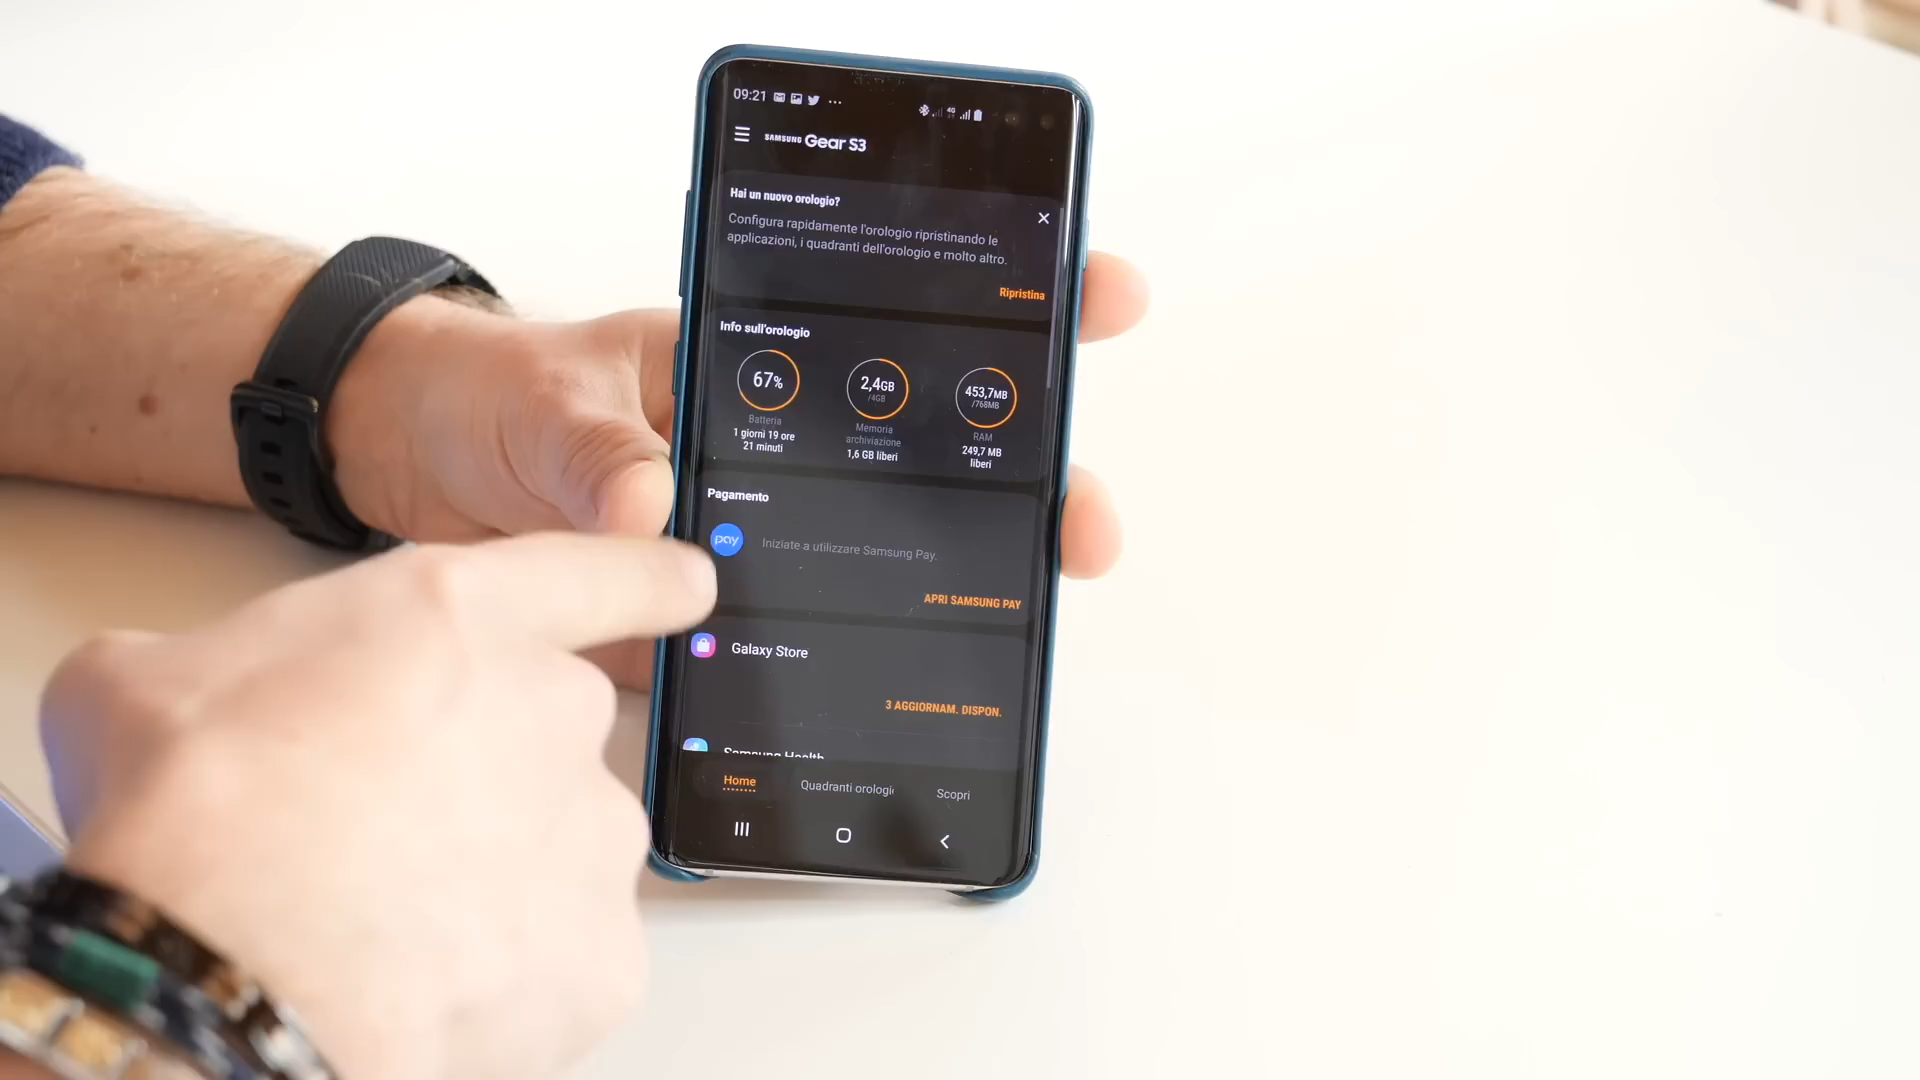 09:21
4G
SAMSUNG Gear S3
Hai un nuovo orologio?
Configura rapidamente l'orologio ripristinando le
applicazioni, i quadranti dell'orologio e molto altro.
Ripristina
Info sull'orologio
67%
Batteria
1 giorni 19 ore
21 minuti
2,4GB
/4GB
Memoria
archiviazione
1,6 GB liberi
453,7MB
/768MB
RAM
249,7 MB
liberi
Pagamento
pay
Iniziate a utilizzare Samsung Pay.
APRI SAMSUNG PAY
Galaxy Store
3 AGGIORNAM. DISPON.
Samsung Health
Home
Quadranti orologi
Scopri